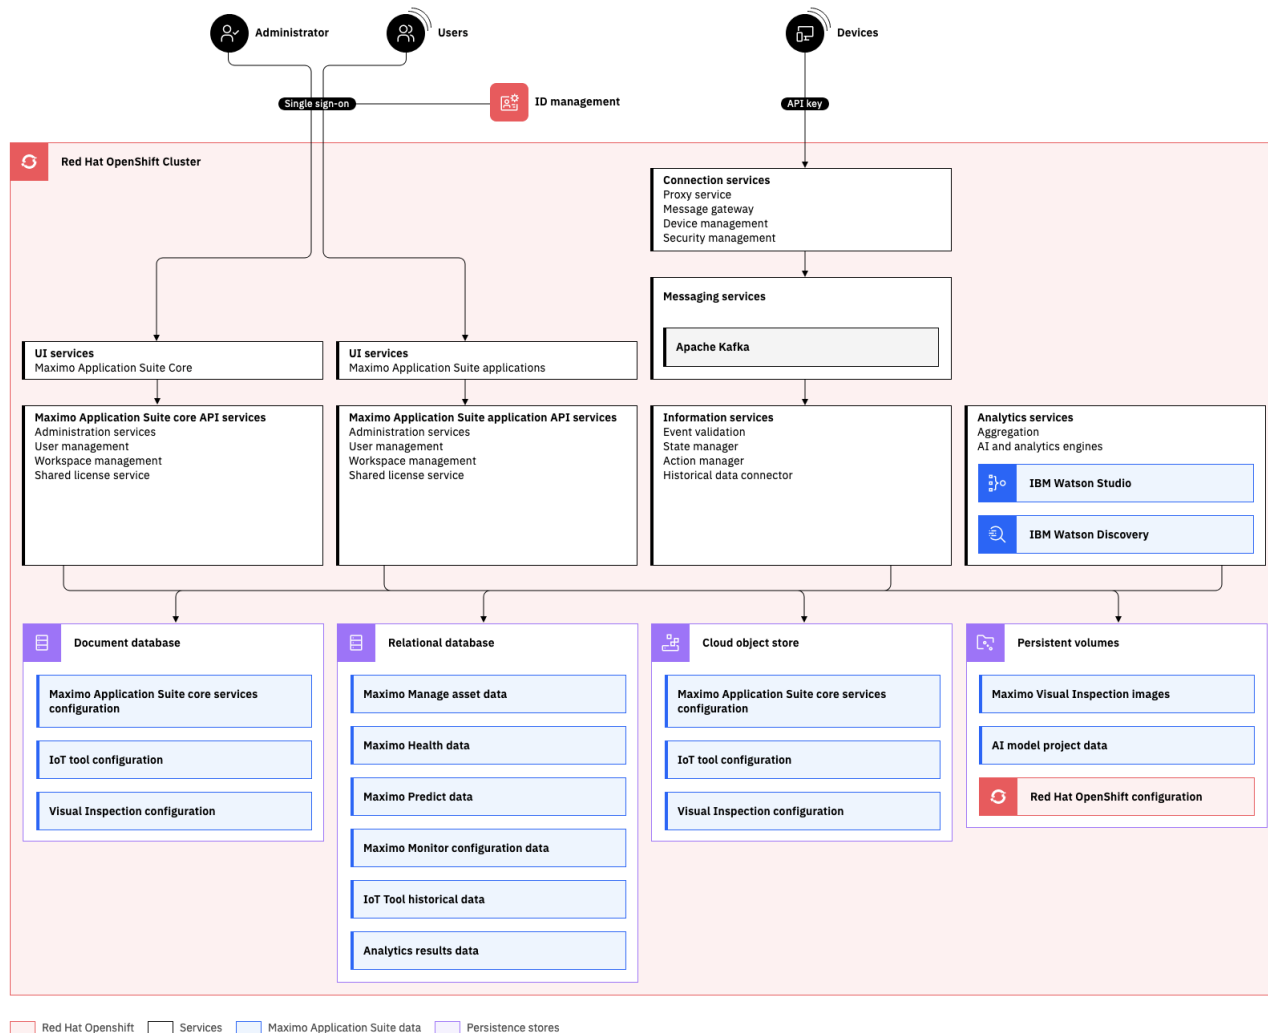 Administrator
Users
Devices
Single sign-on
ID management
API key
Red Hat OpenShift Cluster
Connection services
Proxy service
Message gateway
Device management
Security management
Messaging services
Apache Kafka
UI services
Maximo Application Suite Core
UI services
Maximo Application Suite applications
Maximo Application Suite core API services
Administration services
User management
Workspace management
Shared license service
Maximo Application Suite application API services
Administration services
User management
Workspace management
Shared license service
Information services
Event validation
State manager
Action manager
Historical data connector
Analytics services
Aggregation
AI and analytics engines
IBM Watson Studio
IBM Watson Discovery
Document database
Maximo Application Suite core services
configuration
IoT tool configuration
Visual Inspection configuration
Relational database
Maximo Manage asset data
Maximo Health data
Maximo Predict data
Maximo Monitor configuration data
IoT Tool historical data
Analytics results data
Cloud object store
Maximo Application Suite core services
configuration
IoT tool configuration
Visual Inspection configuration
Persistent volumes
Maximo Visual Inspection images
AI model project data
Red Hat OpenShift configuration
Red Hat Openshift
Services
Maximo Application Suite data
Persistence stores